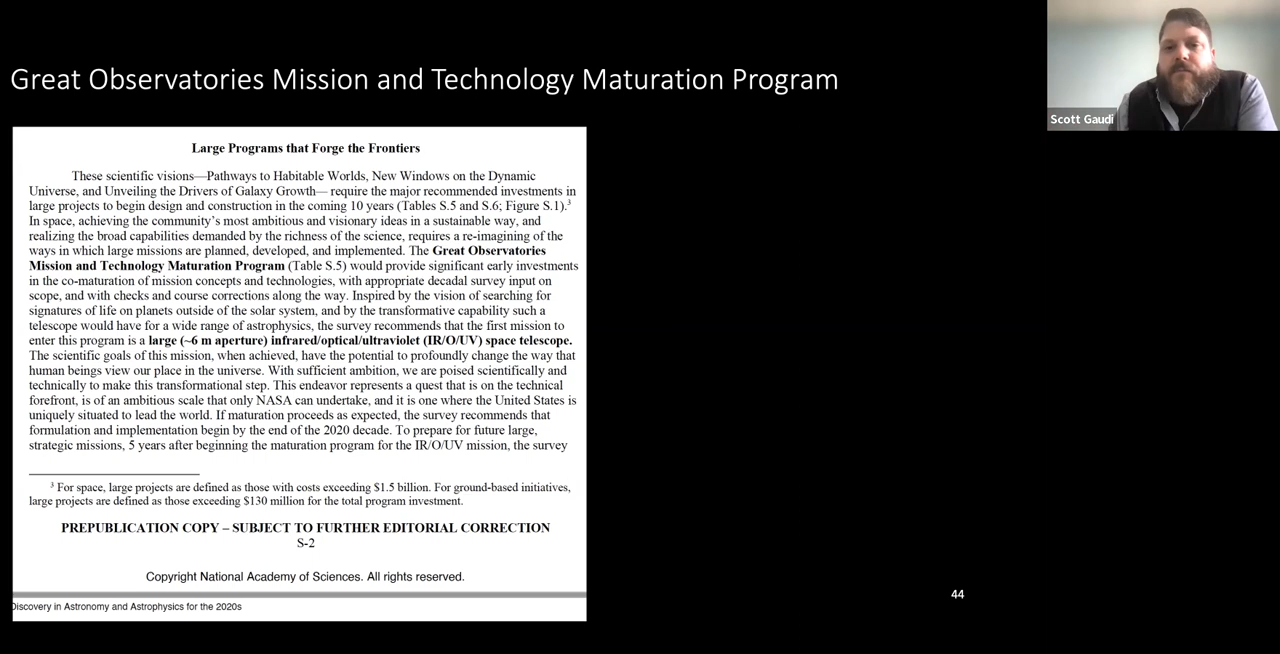 Great Observatories Mission and Technology Maturation Program
Scott Gaudi
Large Programs that Forge the Frontiers
These scientific visions—Pathways to Habitable Worlds, New Windows on the Dynamic
Universe, and Unveiling the Drivers of Galaxy Growth— require the major recommended investments in
large projects to begin design and construction in the coming 10 years (Tables S.5 and S.6; Figure S.1).³
In space, achieving the community's most ambitious and visionary ideas in a sustainable way, and
realizing the broad capabilities demanded by the richness of the science, requires a re-imagining of the
ways in which large missions are planned, developed, and implemented. The Great Observatories
Mission and Technology Maturation Program (Table S.5) would provide significant early investments
in the co-maturation of mission concepts and technologies, with appropriate decadal survey input on
scope, and with checks and course corrections along the way. Inspired by the vision of searching for
signatures of life on planets outside of the solar system, and by the transformative capability such a
telescope would have for a wide range of astrophysics, the survey recommends that the first mission to
enter this program is a large (~6 m aperture) infrared/optical/ultraviolet (IR/O/UV) space telescope.
The scientific goals of this mission, when achieved, have the potential to profoundly change the way that
human beings view our place in the universe. With sufficient ambition, we are poised scientifically and
technically to make this transformational step. This endeavor represents a quest that is on the technical
forefront, is of an ambitious scale that only NASA can undertake, and it is one where the United States is
uniquely situated to lead the world. If maturation proceeds as expected, the survey recommends that
formulation and implementation begin by the end of the 2020 decade. To prepare for future large,
strategic missions, 5 years after beginning the maturation program for the IR/O/UV mission, the survey
³ For space, large projects are defined as those with costs exceeding $1.5 billion. For ground-based initiatives,
large projects are defined as those exceeding $130 million for the total program investment.
PREPUBLICATION COPY – SUBJECT TO FURTHER EDITORIAL CORRECTION
S-2
Copyright National Academy of Sciences. All rights reserved.
Discovery in Astronomy and Astrophysics for the 2020s
44